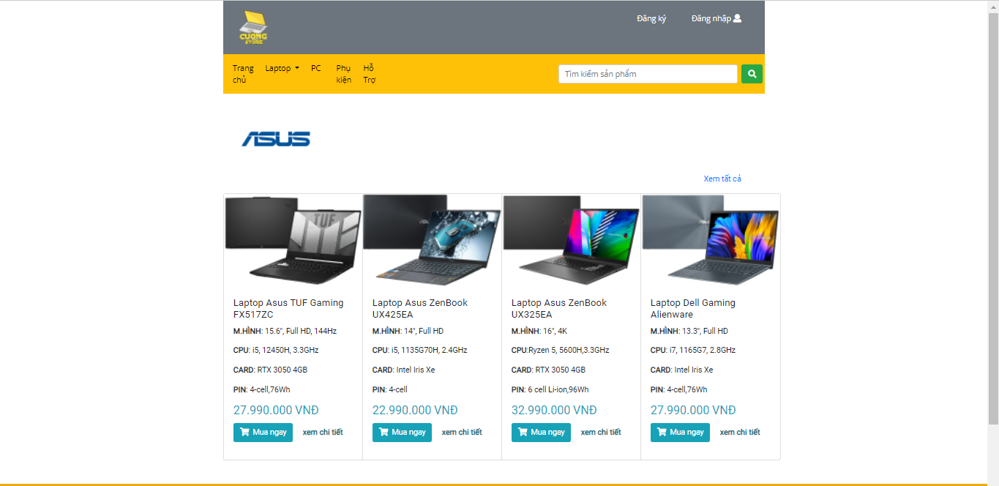 CUONG
STORE
Đăng ký
Đăng nhập
Trang chủ
Laptop
PC
Phụ kiện
Hỗ Trợ
Tìm kiếm sản phẩm
ASUS
Xem tất cả
TUF
Laptop Asus TUF Gaming
FX517ZC
M.HÌNH: 15.6", Full HD, 144Hz
CPU: i5, 12450H, 3.3GHz
CARD: RTX 3050 4GB
PIN: 4-cell,76Wh
27.990.000 VNĐ
Mua ngay
xem chi tiết
Laptop Asus ZenBook
UX425EA
M.HÌNH: 14", Full HD
CPU: i5, 1135G70H, 2.4GHz
CARD: Intel Iris Xe
PIN: 4-cell
22.990.000 VNĐ
Mua ngay
xem chi tiết
Laptop Asus ZenBook
UX325EA
M.HÌNH: 16", 4K
CPU:Ryzen 5, 5600H,3.3GHz
CARD: RTX 3050 4GB
PIN: 6 cell Li-ion,96Wh
32.990.000 VNĐ
Mua ngay
xem chi tiết
Laptop Dell Gaming
Alienware
M.HÌNH: 13.3", Full HD
CPU: i7, 1165G7, 2.8GHz
CARD: Intel Iris Xe
PIN: 4-cell,76Wh
27.990.000 VNĐ
Mua ngay
xem chi tiết